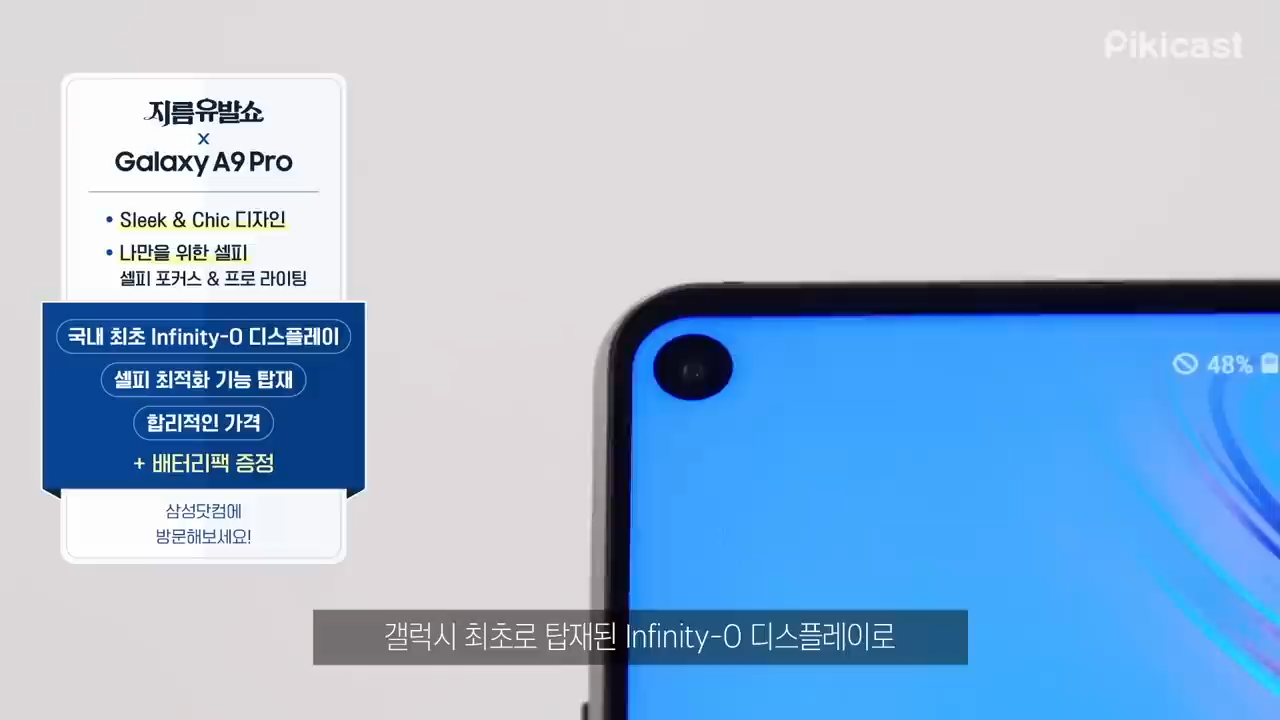 Pikicast
지름유발쇼
x
Galaxy A9 Pro
• Sleek & Chic 디자인
• 나만을 위한 셀피
셀피 포커스 & 프로 라이팅
국내 최초 Infinity-O 디스플레이
셀피 최적화 기능 탑재
합리적인 가격
+ 배터리팩 증정
삼성닷컴에
방문해보세요!
48%
갤럭시 최초로 탑재된 Infinity-O 디스플레이로